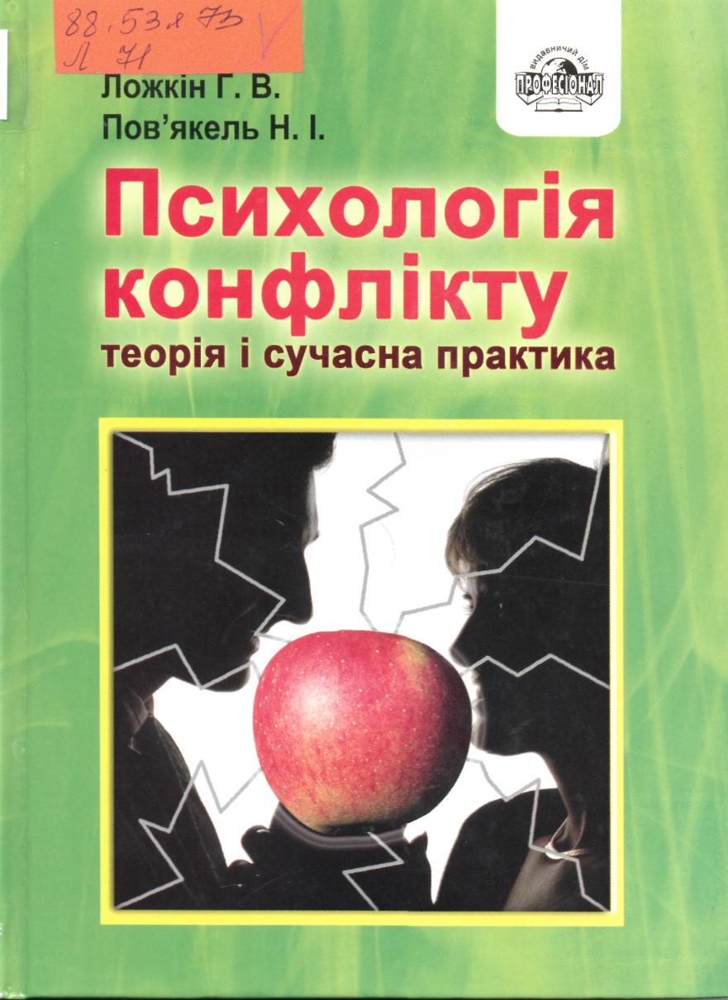 88.53я73
Л 71
Ложкін Г. В.
Пов’якель Н. І.
видавничий дім
ПРОФЕСІОНАЛ
Психологія
конфлікту
теорія і сучасна практика